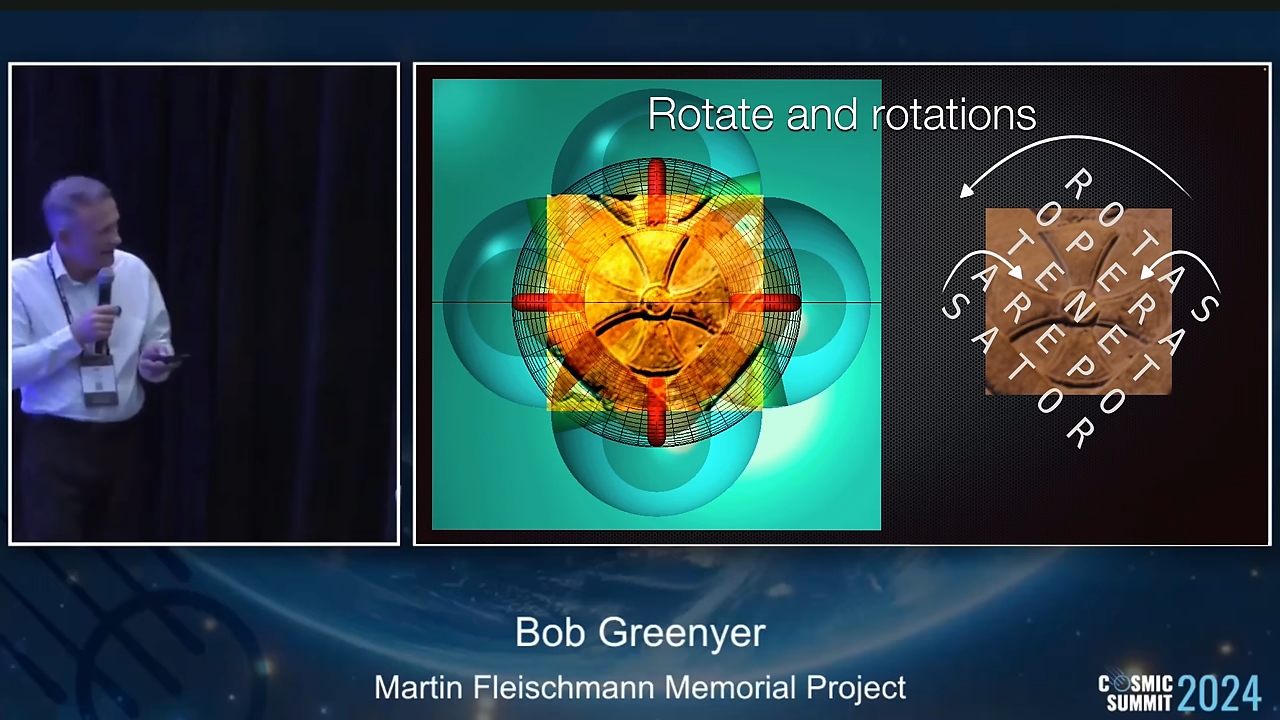 Rotate and rotations
ROTAS
OPERA
TENET
AREPO
SATOR
Bob Greenyer
Martin Fleischmann Memorial Project
COSMIC
SUMMIT 2024